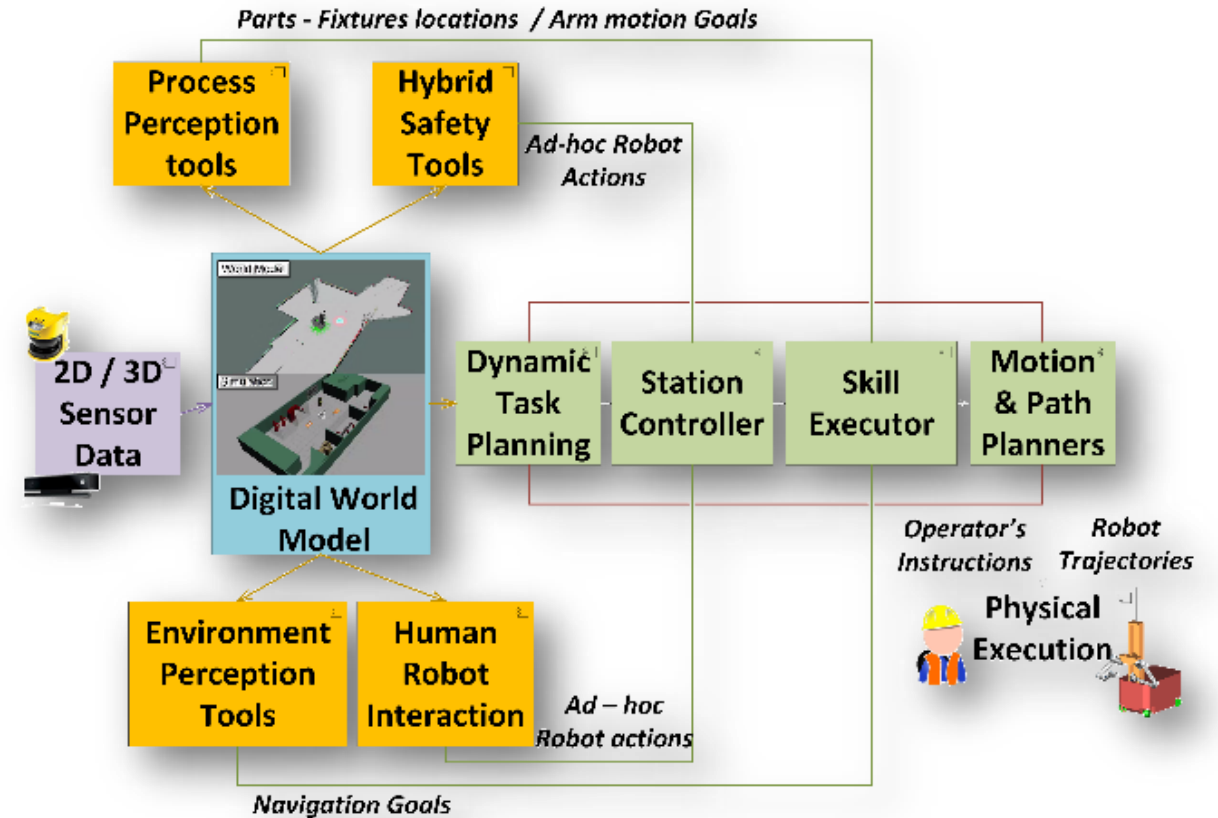 Parts - Fixtures locations / Arm motion Goals
Process
Perception
tools
Hybrid
Safety
Tools
Ad-hoc Robot
Actions
World Model
2D / 3D
Sensor
Data
Digital World
Model
Dynamic
Task
Planning
Station
Controller
Skill
Executor
Motion
& Path
Planners
Operator's
Instructions
Robot
Trajectories
Physical
Execution
Environment
Perception
Tools
Human
Robot
Interaction
Ad – hoc
Robot actions
Navigation Goals